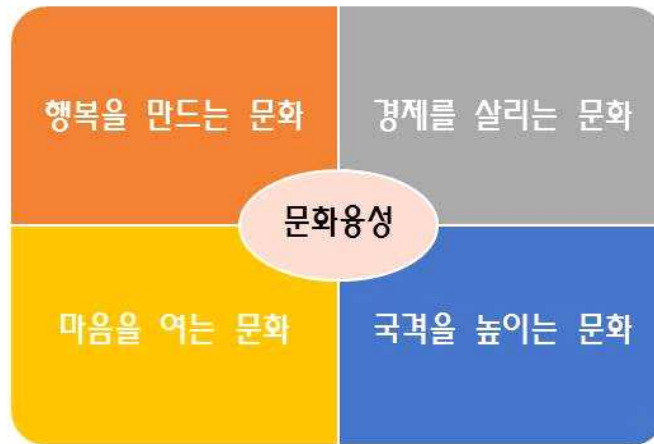 행복을 만드는 문화
경제를 살리는 문화
문화융성
마음을 여는 문화
국격을 높이는 문화